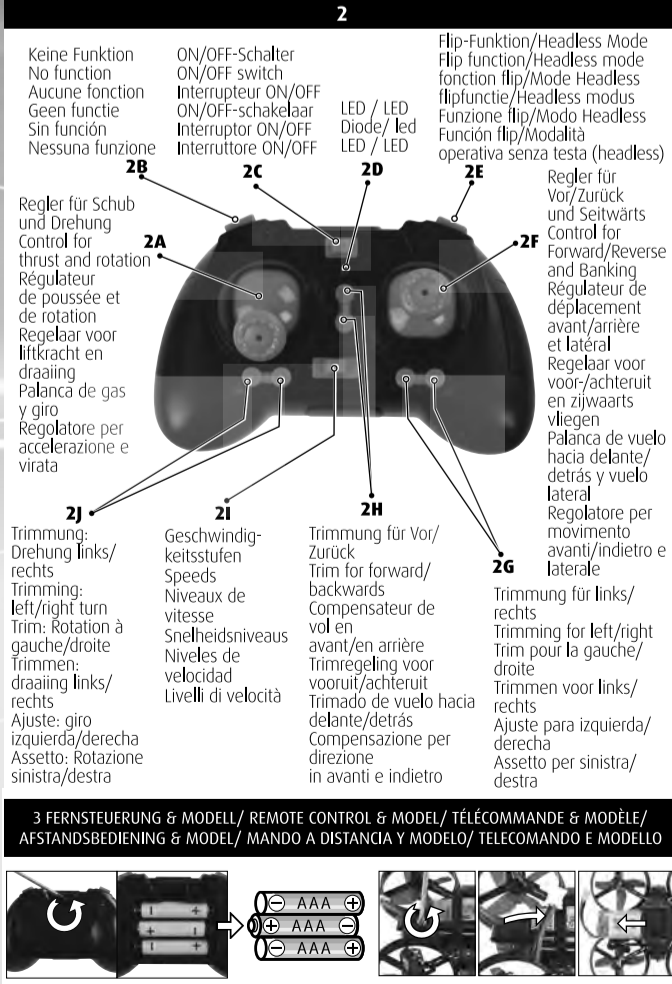 2
Keine Funktion
No function
Aucune fonction
Geen functie
Sin función
Nessuna funzione
2B
ON/OFF-Schalter
ON/OFF switch
Interrupteur ON/OFF
ON/OFF-schakelaar
Interruptor ON/OFF
Interruttore ON/OFF
2C
LED / LED
Diode/ led
LED / LED
2D
Flip-Funktion/Headless Mode
Flip function/Headless mode
fonction flip/Mode Headless
flipfunctie/Headless modus
Funzione flip/Modo Headless
Función flip/Modalità
operativa senza testa (headless)
2E
Regler für Schub
und Drehung
Control for
thrust and rotation
Régulateur
de poussée et
de rotation
Regelaar voor
liftkracht en
draaiing
Palanca de gas
y giro
Regolatore per
accelerazione e
virata
2A
2F
Regler für
Vor/Zurück
und Seitwärts
Control for
Forward/Reverse
and Banking
Régulateur de
déplacement
avant/arrière
et latéral
Regelaar voor
voor-/achteruit
en zijwaarts
vliegen
Palanca de vuelo
hacia delante/
detrás y vuelo
lateral
Regolatore per
movimento
avanti/indietro e
laterale
2J
Trimmung:
Drehung links/
rechts
Trimming:
left/right turn
Trim: Rotation à
gauche/droite
Trimmen:
draaiing links/
rechts
Ajuste: giro
izquierda/derecha
Assetto: Rotazione
sinistra/destra
2I
Geschwindig-
keitsstufen
Speeds
Niveaux de
vitesse
Snelheidsniveaus
Niveles de
velocidad
Livelli di velocità
2H
Trimmung für Vor/
Zurück
Trim for forward/
backwards
Compensateur de
vol en
avant/en arrière
Trimregeling voor
vooruit/achteruit
Trimado de vuelo hacia
delante/detrás
Compensazione per
direzione
in avanti e indietro
2G
Trimmung für links/
rechts
Trimming for left/right
Trim pour la gauche/
droite
Trimmen voor links/
rechts
Ajuste para izquierda/
derecha
Assetto per sinistra/
destra
3 FERNSTEUERUNG & MODELL/ REMOTE CONTROL & MODEL/ TÉLÉCOMMANDE & MODÈLE/
AFSTANDSBEDIENING & MODEL/ MANDO A DISTANCIA Y MODELO/ TELECOMANDO E MODELLO
- AAA +
+ AAA -
- AAA +